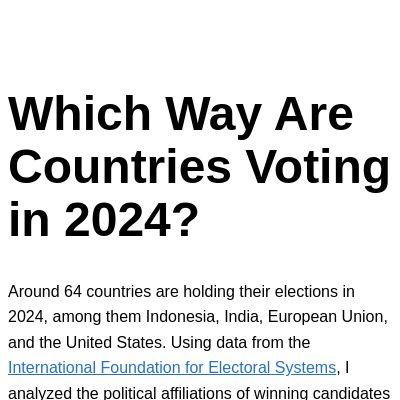 Which Way Are
Countries Voting
in 2024?
Around 64 countries are holding their elections in
2024, among them Indonesia, India, European Union,
and the United States. Using data from the
International Foundation for Electoral Systems, I
analyzed the political affiliations of winning candidates